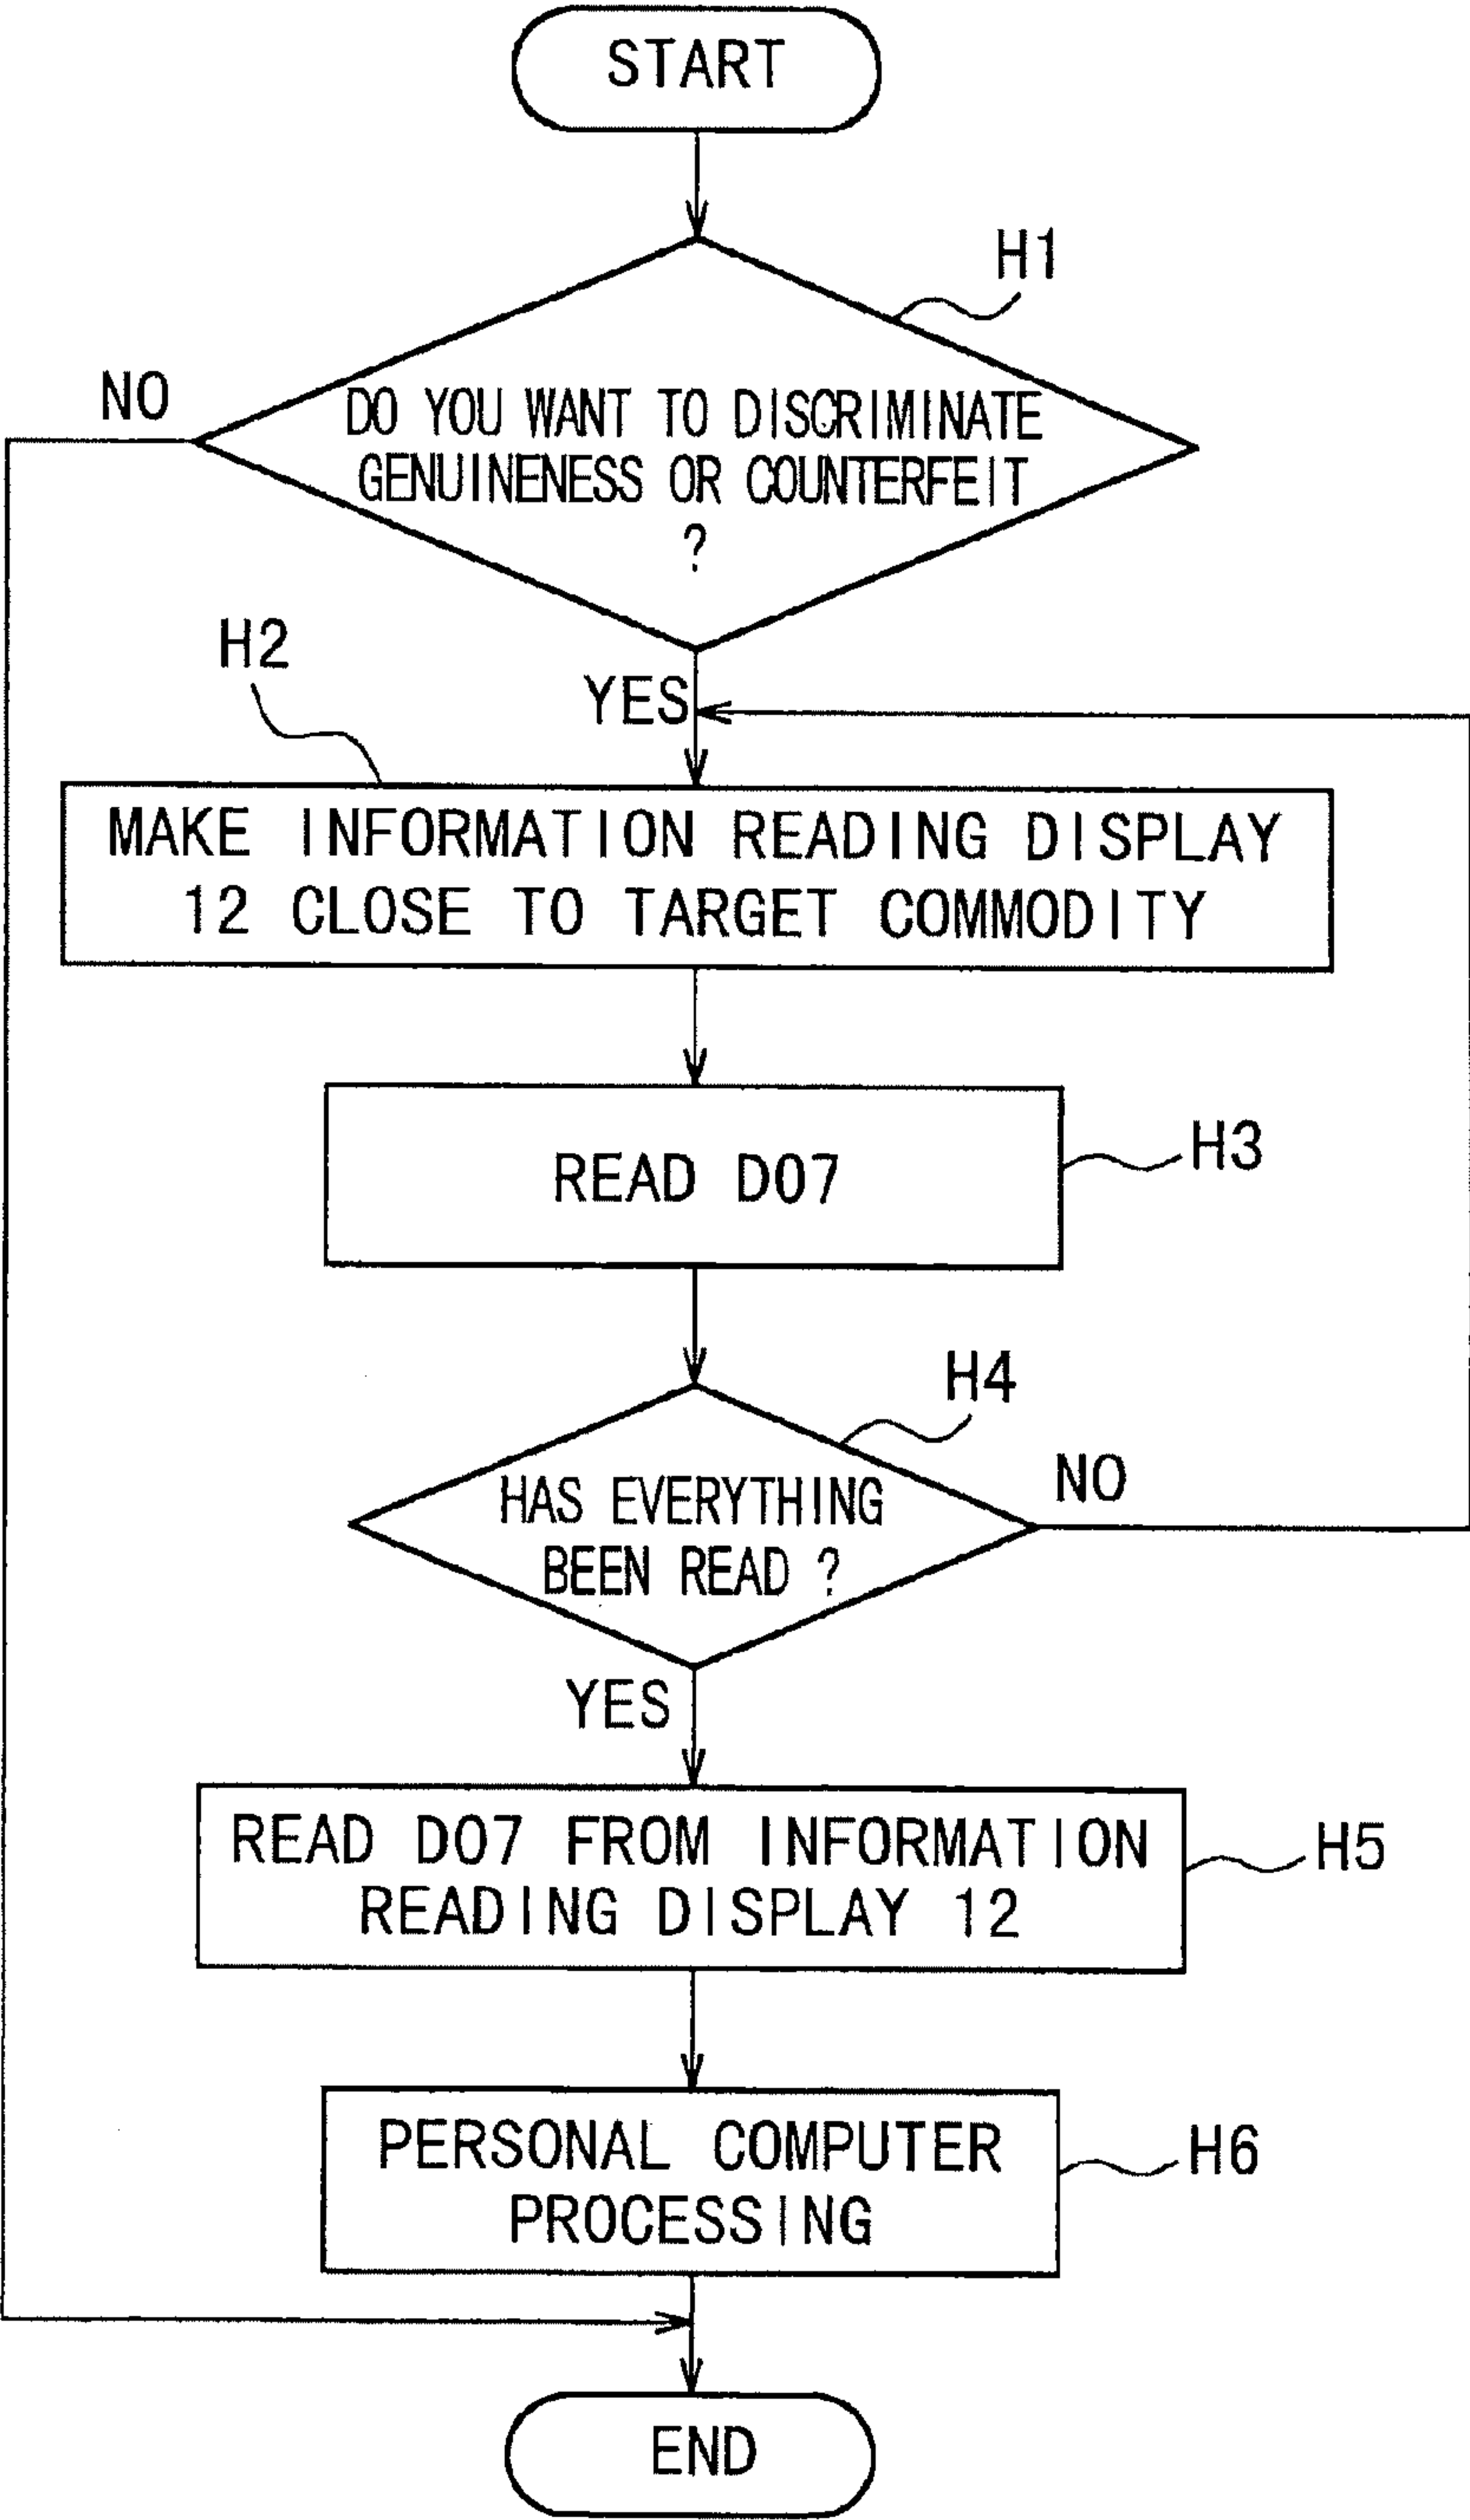 START
H1
NO
DO YOU WANT TO DISCRIMINATE
GENUINENESS OR COUNTERFEIT
?
H2
YES
MAKE INFORMATION READING DISPLAY
12 CLOSE TO TARGET COMMODITY
READ D07
H3
H4
HAS EVERYTHING
BEEN READ ?
NO
YES
READ D07 FROM INFORMATION
READING DISPLAY 12
H5
PERSONAL COMPUTER
PROCESSING
H6
END